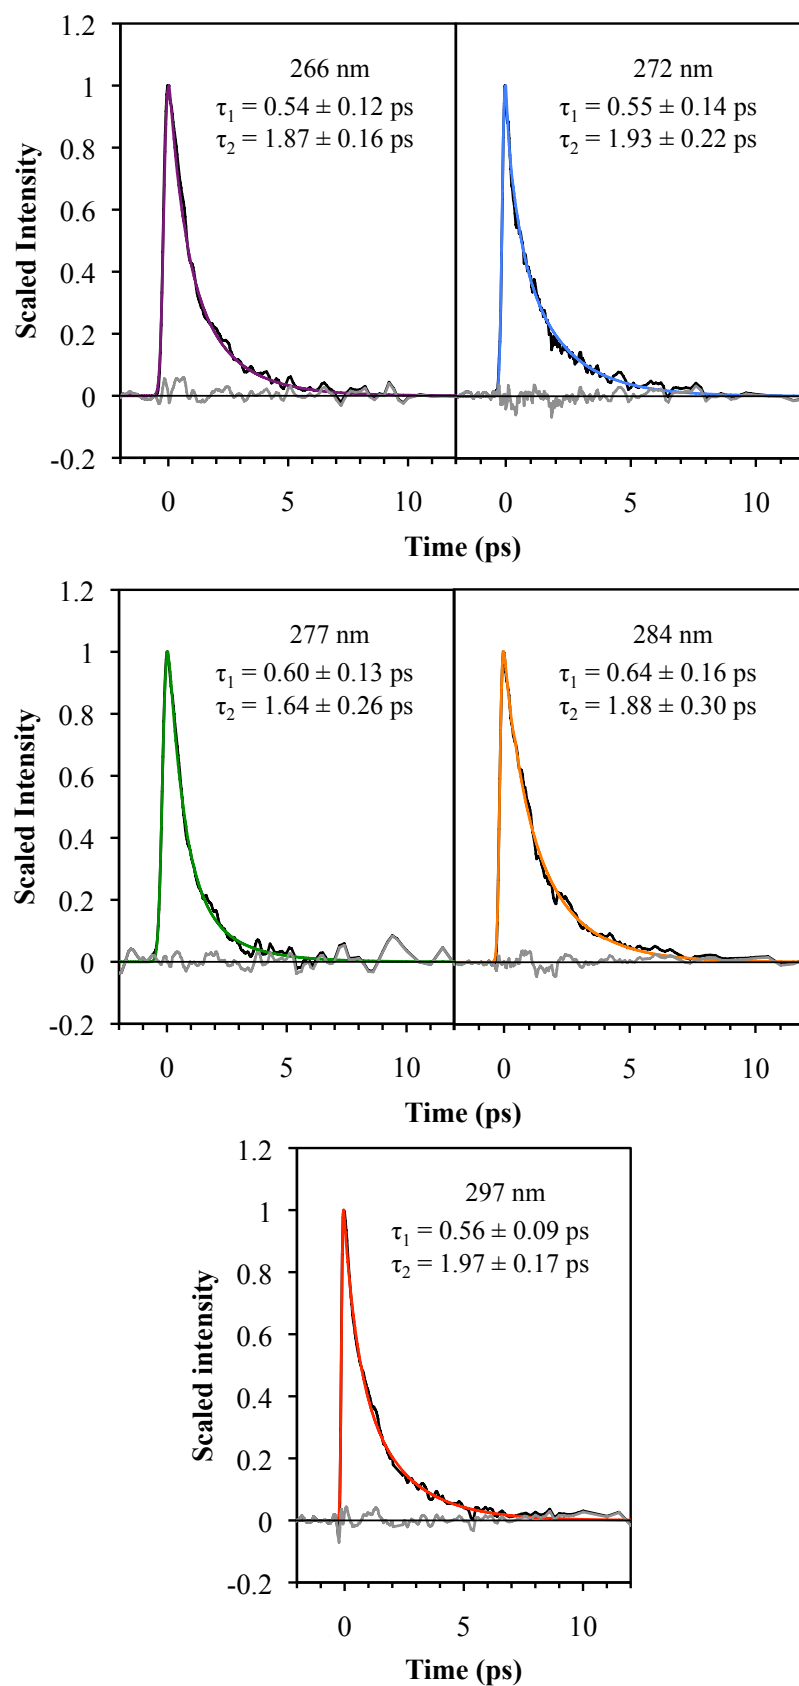 1.2
1
0.8
0.6
0.4
0.2
0
-0.2
Scaled Intensity
266 nm
τ₁ = 0.54 ± 0.12 ps
τ₂ = 1.87 ± 0.16 ps
272 nm
τ₁ = 0.55 ± 0.14 ps
τ₂ = 1.93 ± 0.22 ps
0 5 10 0 5 10
Time (ps)
1.2
1
0.8
0.6
0.4
0.2
0
-0.2
Scaled Intensity
277 nm
τ₁ = 0.60 ± 0.13 ps
τ₂ = 1.64 ± 0.26 ps
284 nm
τ₁ = 0.64 ± 0.16 ps
τ₂ = 1.88 ± 0.30 ps
0 5 10 0 5 10
Time (ps)
1.2
1
0.8
0.6
0.4
0.2
0
-0.2
Scaled intensity
297 nm
τ₁ = 0.56 ± 0.09 ps
τ₂ = 1.97 ± 0.17 ps
0 5 10
Time (ps)